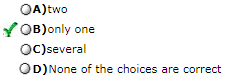 A)two
B)only one
C)several
D)None of the choices are correct